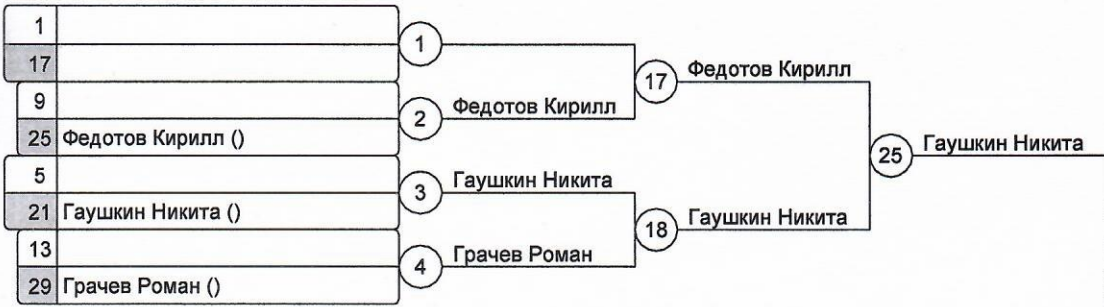 1
17
1
9
25 Федотов Кирилл ()
2
Федотов Кирилл
17
Федотов Кирилл
5
21 Гаушкин Никита ()
3
Гаушкин Никита
13
29 Грачев Роман ()
4
Грачев Роман
18
Гаушкин Никита
25
Гаушкин Никита